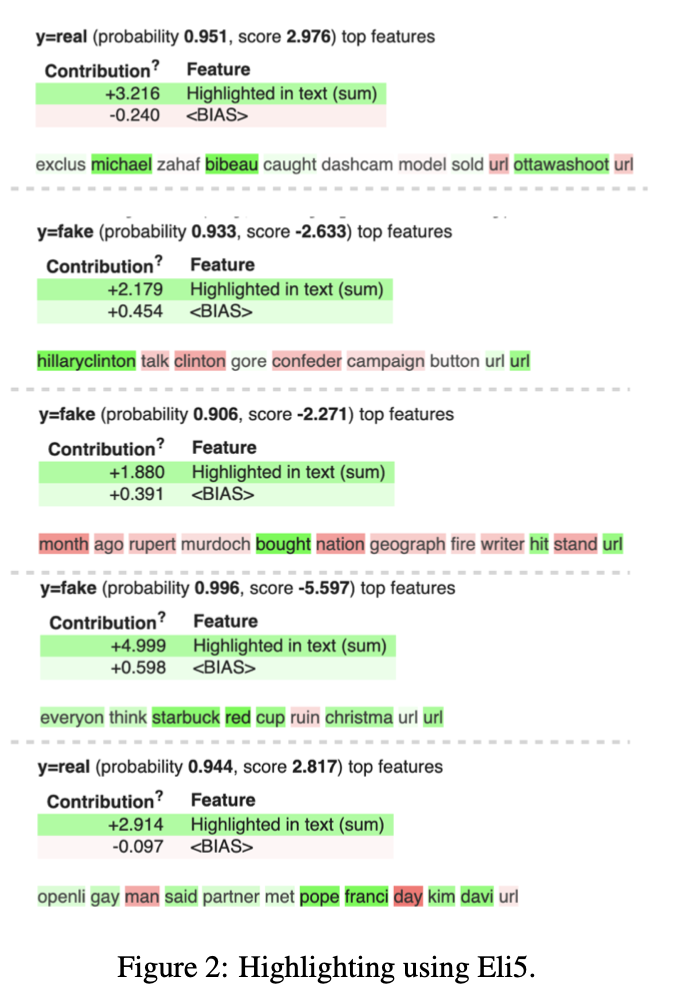 y=real (probability 0.951, score 2.976) top features
Contribution? Feature
+3.216 Highlighted in text (sum)
-0.240 <BIAS>
exclus michael zahaf bibeau caught dashcam model sold url ottawashoot url
y=fake (probability 0.933, score -2.633) top features
Contribution? Feature
+2.179 Highlighted in text (sum)
+0.454 <BIAS>
hillaryclinton talk clinton gore confeder campaign button url url
y=fake (probability 0.906, score -2.271) top features
Contribution? Feature
+1.880 Highlighted in text (sum)
+0.391 <BIAS>
month ago rupert murdoch bought nation geograph fire writer hit stand url
y=fake (probability 0.996, score -5.597) top features
Contribution? Feature
+4.999 Highlighted in text (sum)
+0.598 <BIAS>
everyon think starbuck red cup ruin christma url url
y=real (probability 0.944, score 2.817) top features
Contribution? Feature
+2.914 Highlighted in text (sum)
-0.097 <BIAS>
openli gay man said partner met pope franci day kim davi url
Figure 2: Highlighting using Eli5.